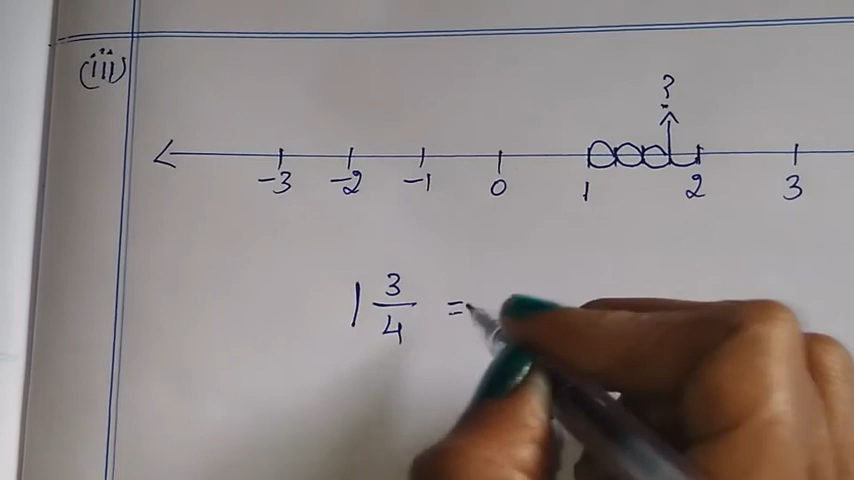 (iii)
?
-3 -2 -1 0 1 2 3
1 3/4 =